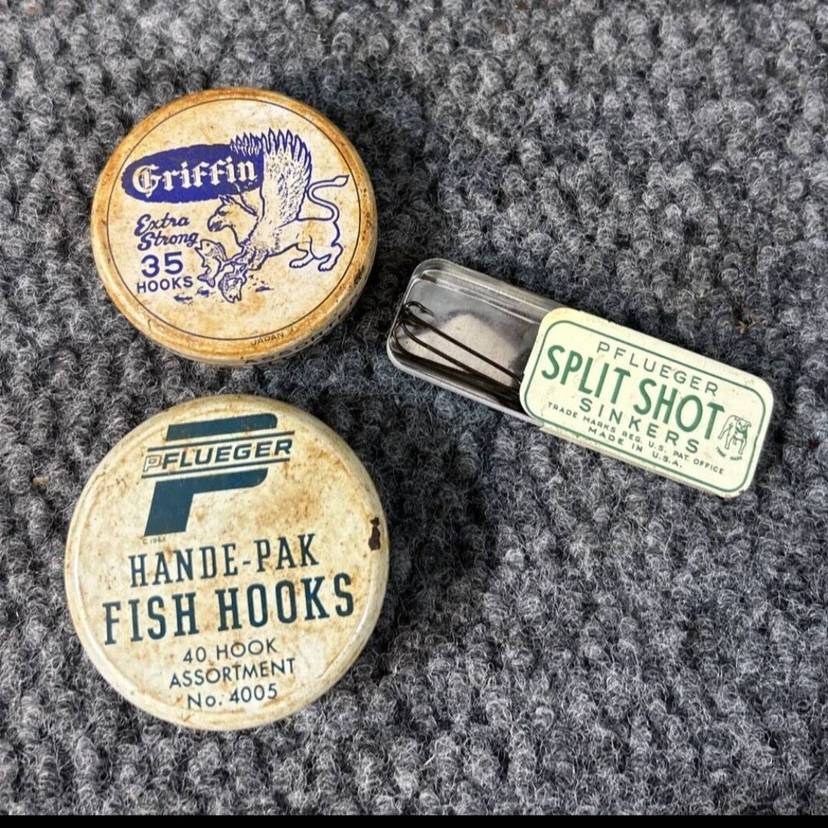 Griffin
Extra
Strong
35
HOOKS
JAPAN
PFLUEGER
SPLIT SHOT
SINKERS
TRADE MARKS REG. U.S. PAT. OFFICE
MADE IN U.S.A.
PFLUEGER
HANDE-PAK
FISH HOOKS
40 HOOK
ASSORTMENT
No. 4005